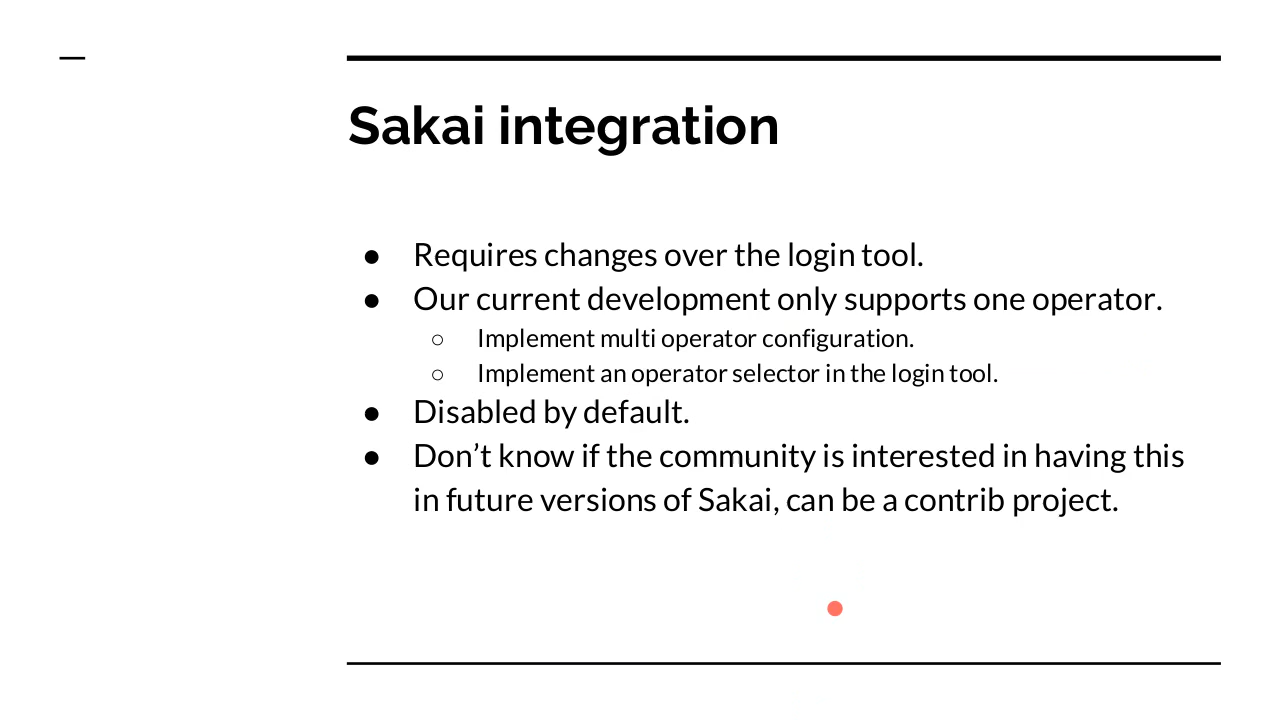 Sakai integration
● Requires changes over the login tool.
● Our current development only supports one operator.
○ Implement multi operator configuration.
○ Implement an operator selector in the login tool.
● Disabled by default.
● Don’t know if the community is interested in having this
in future versions of Sakai, can be a contrib project.